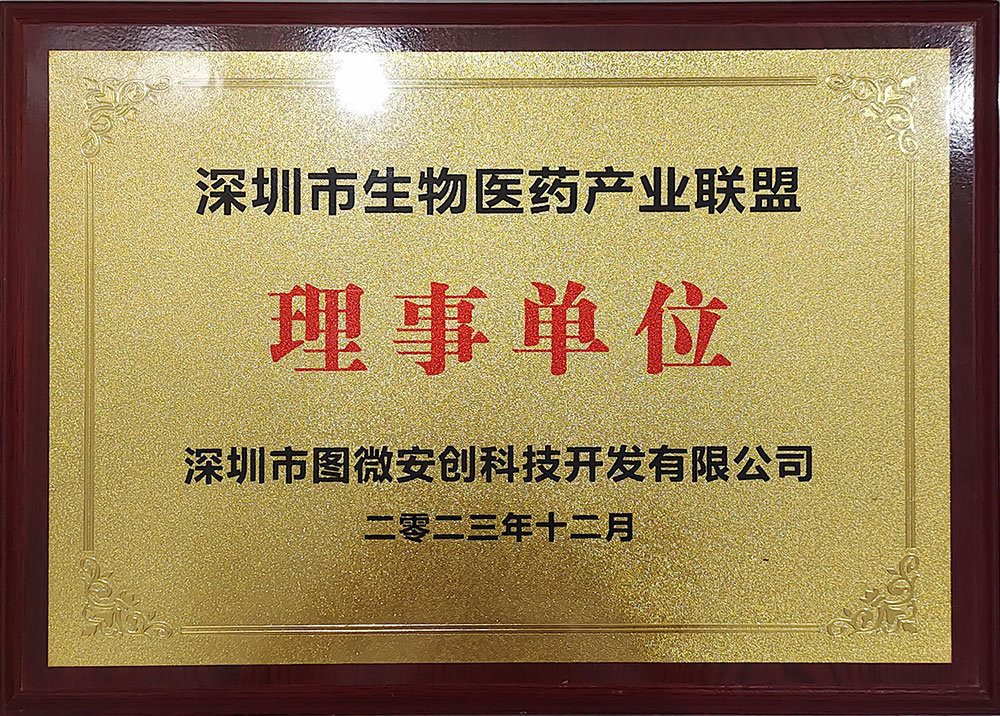 深圳市生物医药产业联盟
理事单位
深圳市图微安创科技开发有限公司
二零二三年十二月